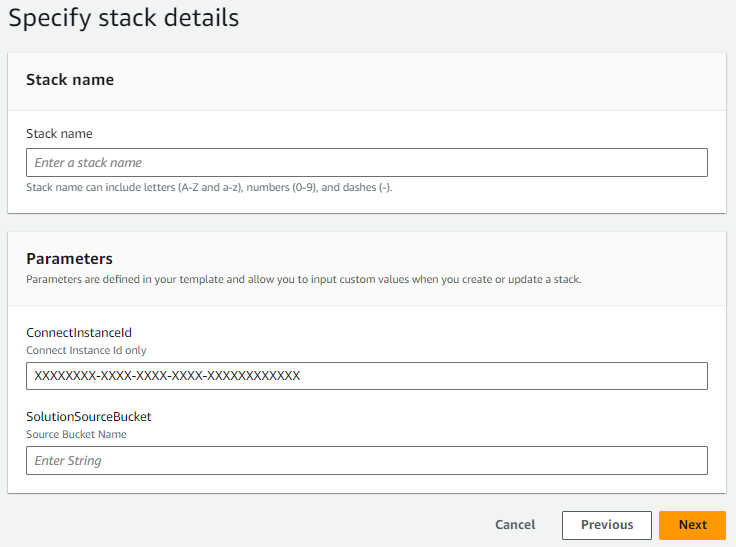 Specify stack details
Stack name
Stack name
Enter a stack name
Stack name can include letters (A-Z and a-z), numbers (0-9), and dashes (-).
Parameters
Parameters are defined in your template and allow you to input custom values when you create or update a stack.
ConnectInstanceId
Connect Instance Id only
XXXXXXXX-XXXX-XXXX-XXXX-XXXXXXXXXXXX
SolutionSourceBucket
Source Bucket Name
Enter String
Cancel Previous Next